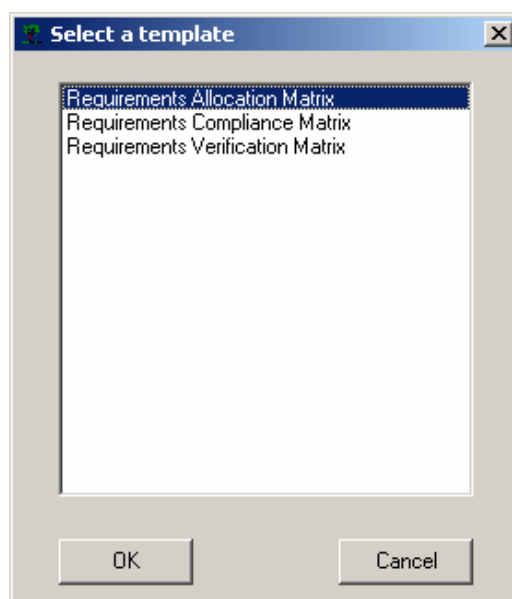 Select a template
Requirements Allocation Matrix
Requirements Compliance Matrix
Requirements Verification Matrix
OK
Cancel